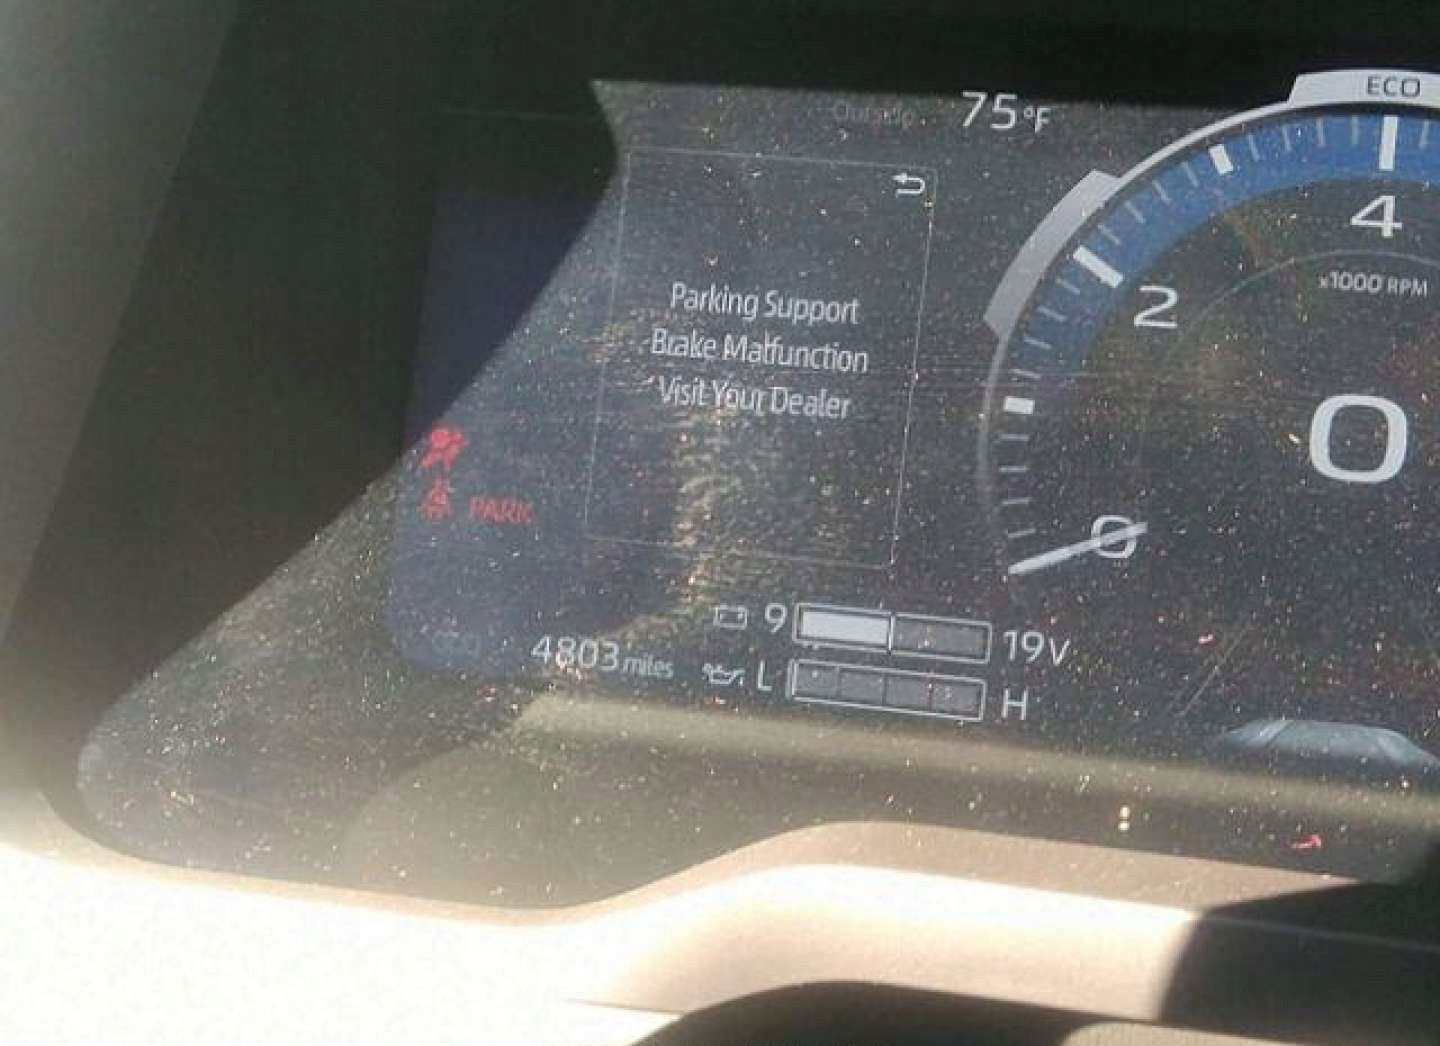 Outside 75°F
ECO
Parking Support
Brake Malfunction
Visit Your Dealer
4
x1000 RPM
2
0
0
PARK
9 19V
4803 miles
L H